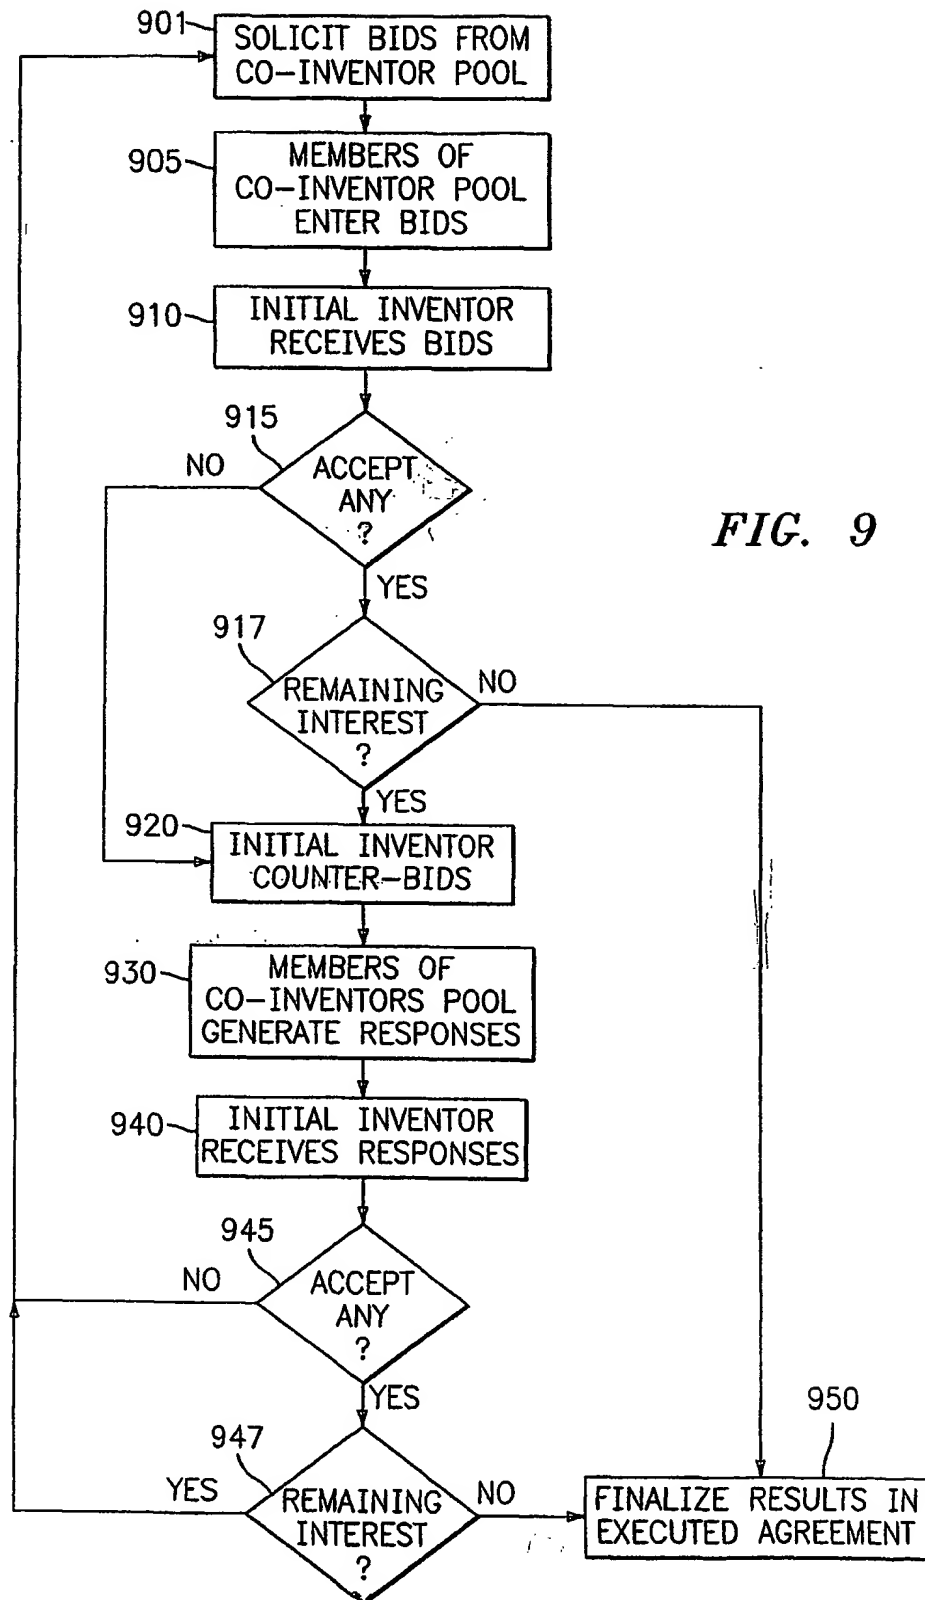 901
SOLICIT BIDS FROM
CO-INVENTOR POOL
905
MEMBERS OF
CO-INVENTOR POOL
ENTER BIDS
910
INITIAL INVENTOR
RECEIVES BIDS
915
NO
ACCEPT
ANY
?
FIG. 9
YES
917
REMAINING
INTEREST
?
NO
YES
920
INITIAL INVENTOR
COUNTER-BIDS
930
MEMBERS OF
CO-INVENTORS POOL
GENERATE RESPONSES
940
INITIAL INVENTOR
RECEIVES RESPONSES
945
NO
ACCEPT
ANY
?
YES
947
YES
REMAINING
INTEREST
?
NO
950
FINALIZE RESULTS IN
EXECUTED AGREEMENT